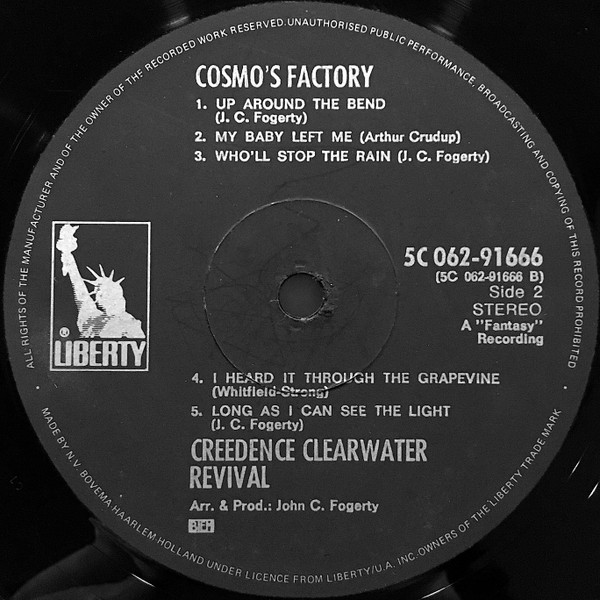 ALL RIGHTS OF THE MANUFACTURER AND OF THE OWNER OF THE RECORDED WORK RESERVED. UNAUTHORISED PUBLIC PERFORMANCE, BROADCASTING AND COPYING OF THIS RECORD PROHIBITED
COSMO'S FACTORY
1. UP AROUND THE BEND
(J. C. Fogerty)
2. MY BABY LEFT ME (Arthur Crudup)
3. WHO'LL STOP THE RAIN (J. C. Fogerty)
® LIBERTY
5C 062-91666
(5C 062-91666 B)
Side 2
STEREO
A "Fantasy"
Recording
4. I HEARD IT THROUGH THE GRAPEVINE
(Whitfield-Strong)
5. LONG AS I CAN SEE THE LIGHT
(J. C. Fogerty)
CREEDENCE CLEARWATER
REVIVAL
Arr. & Prod.: John C. Fogerty
BIEM
MADE BY N.V. BOVEMA HAARLEM HOLLAND UNDER LICENCE FROM LIBERTY/U.A. INC. OWNERS OF THE LIBERTY TRADE MARK